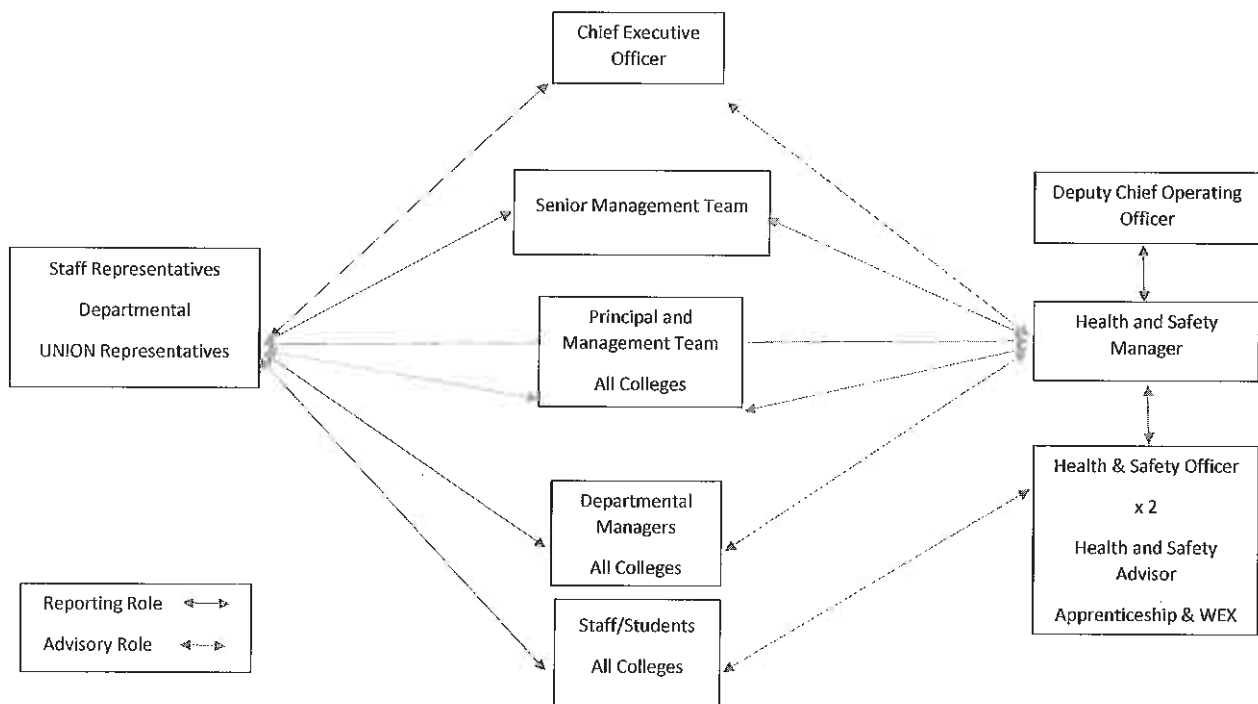 Chief Executive
Officer
Senior Management Team
Deputy Chief Operating
Officer
Staff Representatives
Departmental
UNION Representatives
Principal and
Management Team
All Colleges
Health and Safety
Manager
Departmental
Managers
All Colleges
Health & Safety Officer
x 2
Health and Safety
Advisor
Apprenticeship & WEX
Reporting Role
Advisory Role
Staff/Students
All Colleges